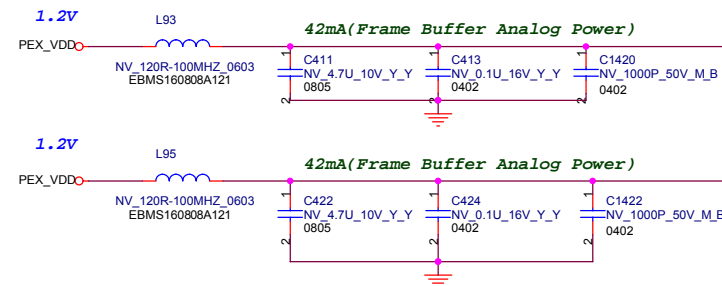 1.2V
L93
42mA(Frame Buffer Analog Power)
PEX_VDD
NV_120R-100MHZ_0603
EBMS160808A121
1
C411
NV_4.7U_10V_Y_Y
0805
2
1
C413
NV_0.1U_16V_Y_Y
0402
2
1
C1420
NV_1000P_50V_M_B
0402
2
1.2V
L95
42mA(Frame Buffer Analog Power)
PEX_VDD
NV_120R-100MHZ_0603
EBMS160808A121
1
C422
NV_4.7U_10V_Y_Y
0805
2
1
C424
NV_0.1U_16V_Y_Y
0402
2
1
C1422
NV_1000P_50V_M_B
0402
2